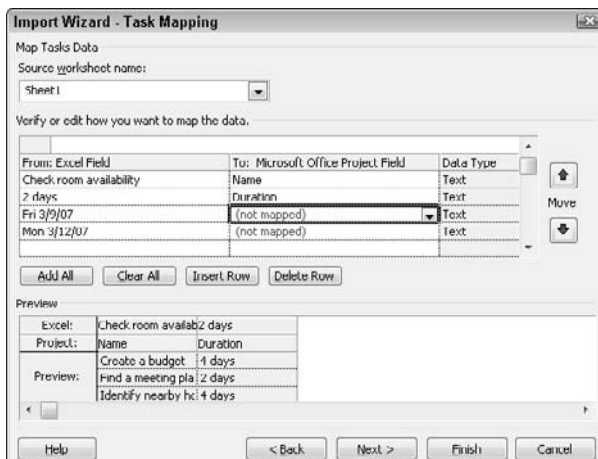 Import Wizard - Task Mapping
Map Tasks Data
Source worksheet name:
Sheet1
Verify or edit how you want to map the data.
From: Excel Field To: Microsoft Office Project Field Data Type
Check room availability Name Text
2 days Duration Text
Fri 3/9/07 (not mapped) Text
Mon 3/12/07 (not mapped) Text
Move
Add All Clear All Insert Row Delete Row
Preview
Excel: Check room availab 2 days
Project: Name Duration
Preview: Create a budget 4 days
Find a meeting pla 2 days
Identify nearby ho 4 days
Help < Back Next > Finish Cancel